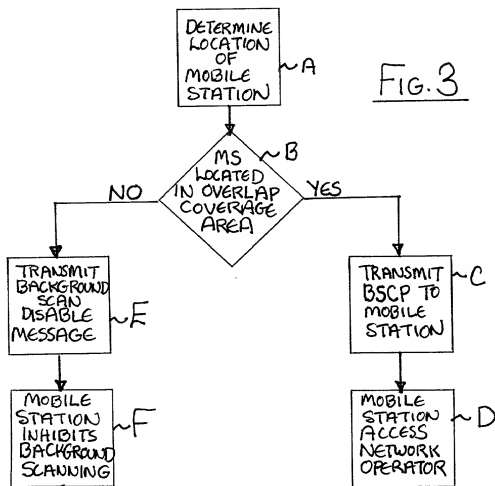 DETERMINE
LOCATION
OF
MOBILE
STATION
A
FIG. 3
B
MS
LOCATED
IN OVERLAP
COVERAGE
AREA
NO
YES
TRANSMIT
BACKGROUND
SCAN
DISABLE
MESSAGE
E
TRANSMIT
BSCP TO
MOBILE
STATION
C
MOBILE
STATION
INHIBITS
BACKGROUND
SCANNING
F
MOBILE
STATION
ACCESS
NETWORK
OPERATOR
D